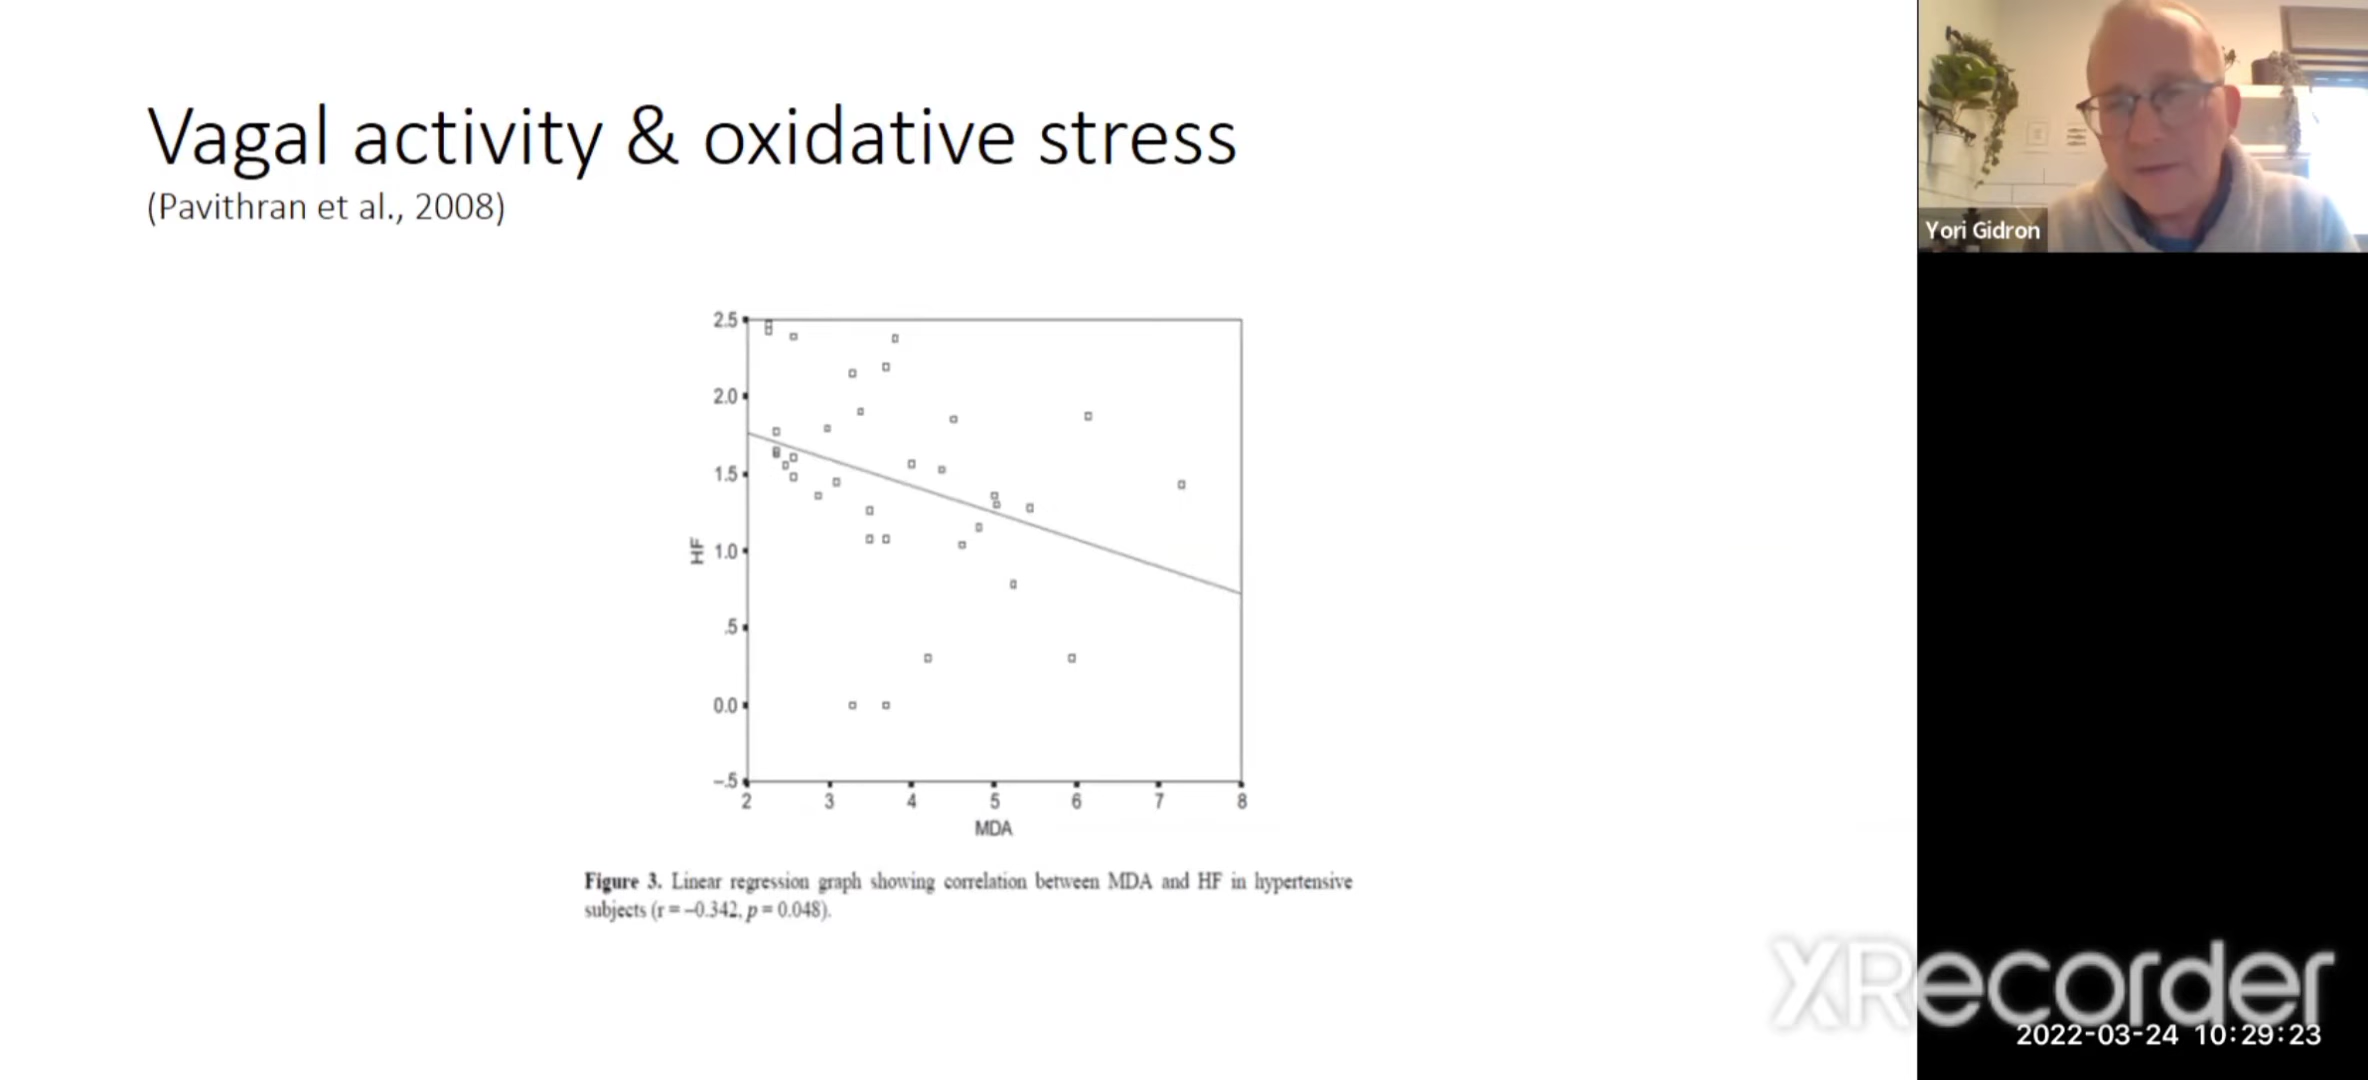 Vagal activity & oxidative stress
(Pavithran et al., 2008)
Yori Gidron
2.5
2.0
1.5
HF
1.0
.5
0.0
-.5
2 3 4 5 6 7 8
MDA
Figure 3. Linear regression graph showing correlation between MDA and HF in hypertensive
subjects (r = –0.342, p = 0.048).
XRecorder
2022-03-24 10:29:23